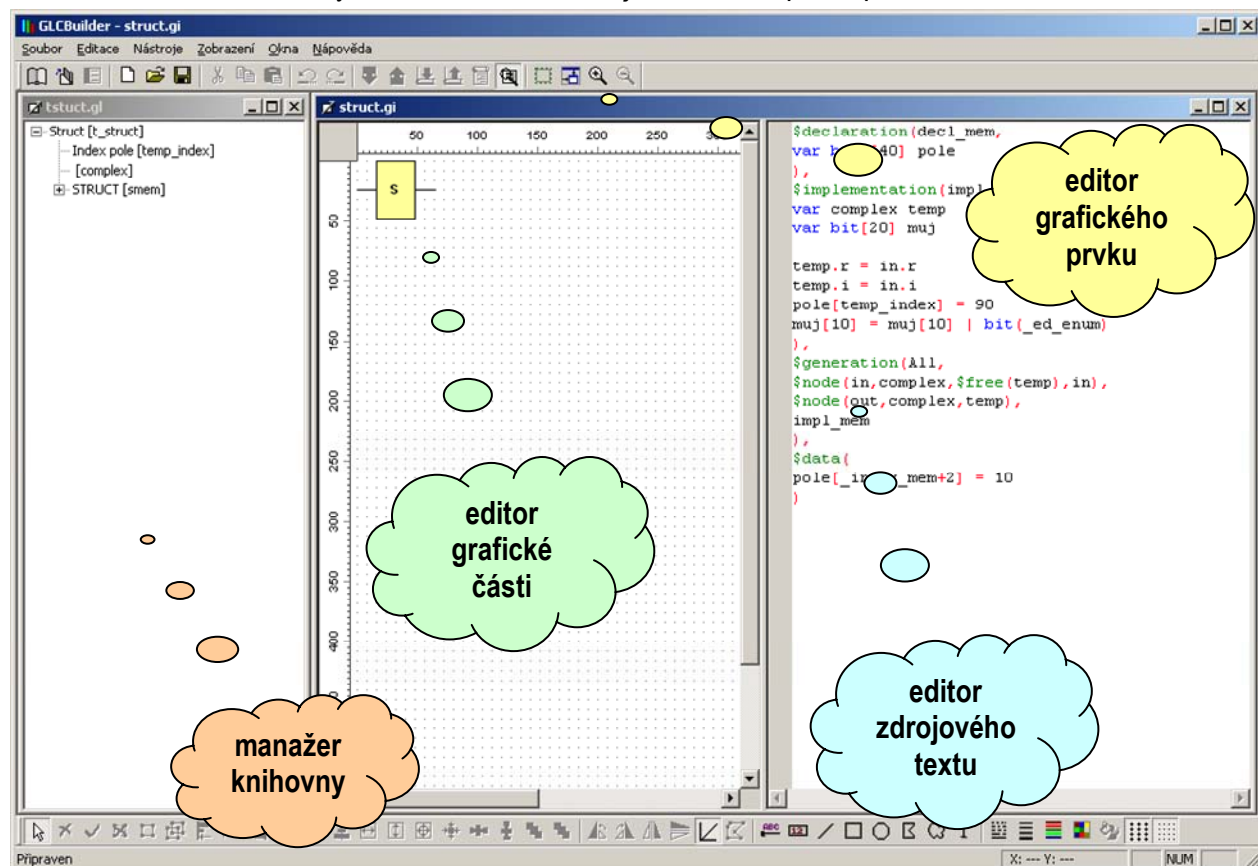 GLCBuilder - struct.gi
Soubor Editace Nástroje Zobrazení Okna Nápověda
tstuct.gl
Struct [t_struct]
Index pole [temp_index]
[complex]
STRUCT [smem]
struct.gi
50 100 150 200 250
50
100
150
200
250
300
350
400
S
$declaration(decl_mem,
var [40] pole
),
$implementation(
var complex temp
var bit[20] muj
temp.r = in.r
temp.i = in.i
pole[temp_index] = 90
muj[10] = muj[10] | bit(_ed_enum)
),
$generation(All,
$node(in,complex,$free(temp),in),
$node(out,complex,temp),
impl_mem
),
$data(
pole[ _mem+2] = 10
)
editor
grafického
prvku
editor
grafické
části
manažer
knihovny
editor
zdrojového
textu
Připraven
X: --- Y: ---
NUM